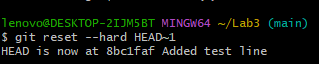 lenovo@DESKTOP-2IJM5BT MINGW64 ~/Lab3 (main)
$ git reset --hard HEAD~1
HEAD is now at 8bc1faf Added test line